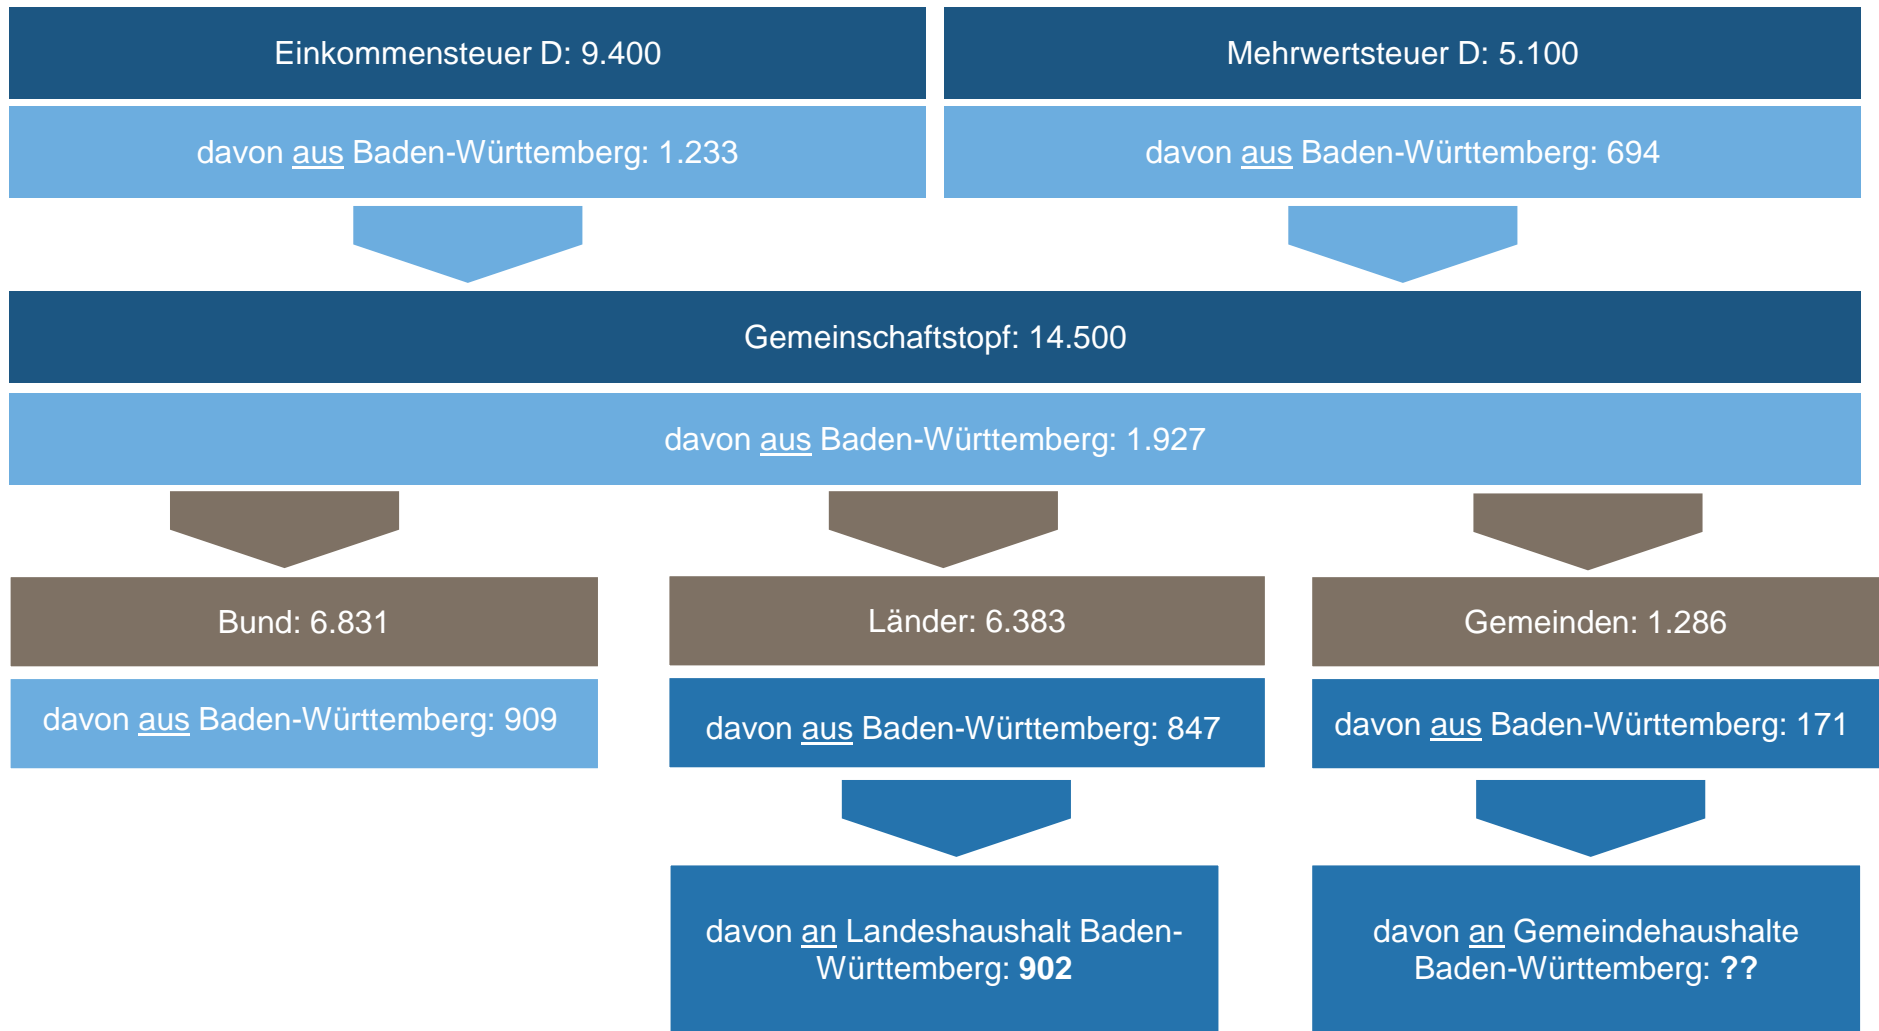 Einkommensteuer D: 9.400
Mehrwertsteuer D: 5.100
davon aus Baden-Württemberg: 1.233
davon aus Baden-Württemberg: 694
Gemeinschaftstopf: 14.500
davon aus Baden-Württemberg: 1.927
Bund: 6.831
Länder: 6.383
Gemeinden: 1.286
davon aus Baden-Württemberg: 909
davon aus Baden-Württemberg: 847
davon aus Baden-Württemberg: 171
davon an Landeshaushalt Baden-
Württemberg: 902
davon an Gemeindehaushalte
Baden-Württemberg: ??